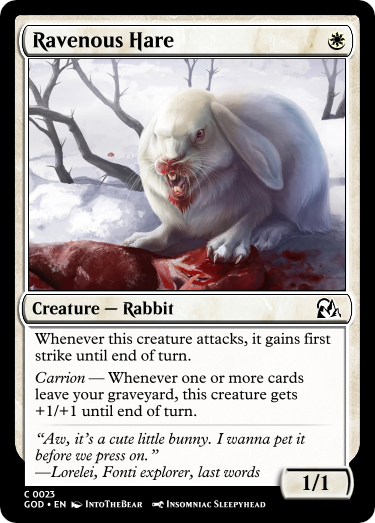 Ravenous Hare
Creature — Rabbit
Whenever this creature attacks, it gains first
strike until end of turn.
Carrion — Whenever one or more cards
leave your graveyard, this creature gets
+1/+1 until end of turn.
“Aw, it’s a cute little bunny. I wanna pet it
before we press on.”
—Lorelei, Fonti explorer, last words
1/1
C 0023
GOD • EN IntoTheBear Insomniac Sleepyhead